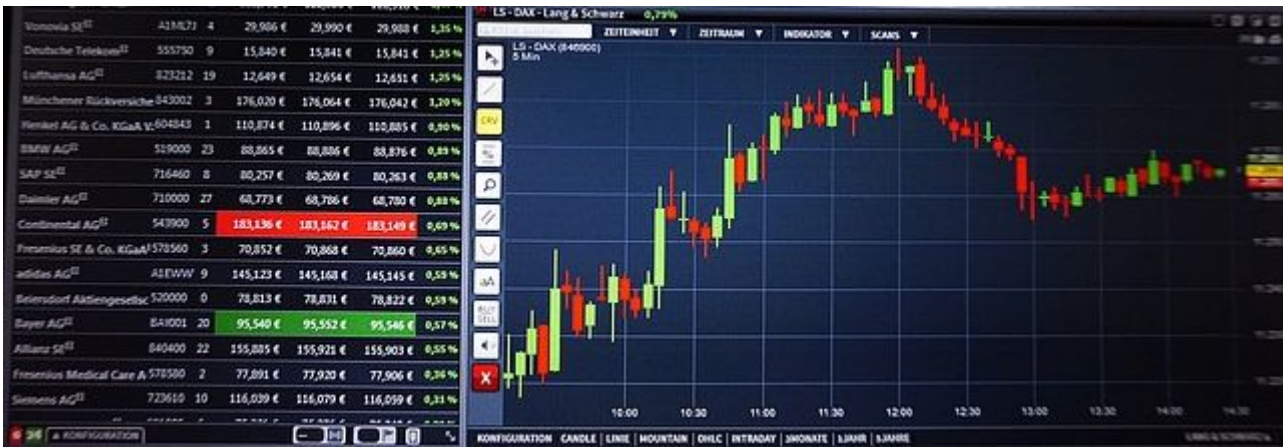 Vonovia SE A1ML7J 4 29,986 € 29,990 € 29,988 € 1,35 %
Deutsche Telekom 555750 9 15,840 € 15,841 € 15,841 € 1,25 %
Lufthansa AG 823212 19 12,649 € 12,654 € 12,651 € 1,25 %
Münchener Rückversiche 843002 3 176,020 € 176,064 € 176,042 € 1,20 %
Henkel AG & Co. KGaA V: 604843 1 110,874 € 110,896 € 110,885 € 0,90 %
BMW AG 519000 23 88,865 € 88,886 € 88,876 € 0,89 %
SAP SE 716460 8 80,257 € 80,269 € 80,263 € 0,88 %
Daimler AG 710000 27 68,773 € 68,786 € 68,780 € 0,88 %
Continental AG 543900 5 183,136 € 183,162 € 183,149 € 0,69 %
Fresenius SE & Co. KGaA 578560 3 70,852 € 70,868 € 70,860 € 0,65 %
adidas AG A1EWW 9 145,123 € 145,168 € 145,145 € 0,59 %
Beiersdorf Aktiengesellsc 520000 0 78,813 € 78,831 € 78,822 € 0,59 %
Bayer AG BAY001 20 95,540 € 95,552 € 95,546 € 0,57 %
Allianz SE 840400 22 155,885 € 155,921 € 155,903 € 0,55 %
Fresenius Medical Care A 578580 2 77,891 € 77,920 € 77,906 € 0,36 %
Siemens AG 723610 10 116,039 € 116,079 € 116,059 € 0,31 %
6 36 KONFIGURATION
LS - DAX - Lang & Schwarz 0,79%
ZEITEINHEIT ZEITRAUM INDIKATOR SCANS
LS - DAX (846900)
5 Min
CRV
%
aA
BUY
SELL
X
10:00 10:30 11:00 11:30 12:00 12:30 13:00 13:30 14:00 14:30
KONFIGURATION CANDLE LINIE MOUNTAIN OHLC INTRADAY 3MONATE 1JAHR 3JAHRE